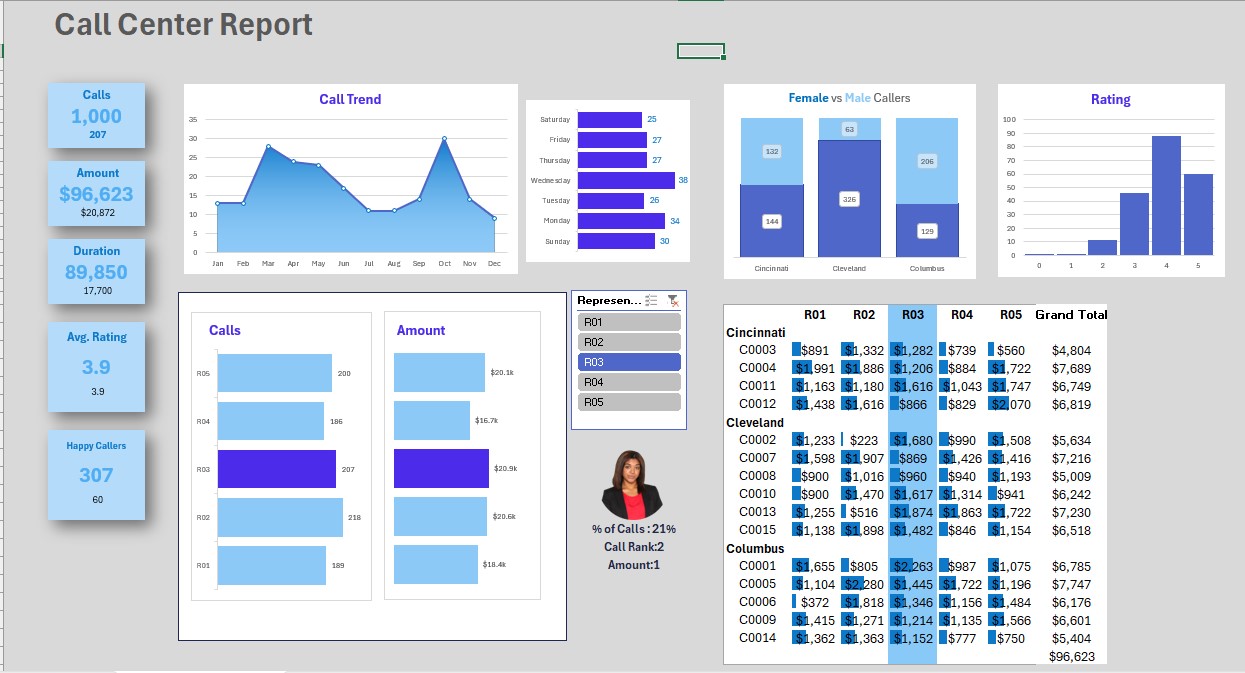 Call Center Report
Calls
1,000
207
Amount
$96,623
$20,872
Duration
89,850
17,700
Avg. Rating
3.9
3.9
Happy Callers
307
60
Call Trend
35
30
25
20
15
10
5
0
Jan Feb Mar Apr May Jun Jul Aug Sep Oct Nov Dec
Saturday 25
Friday 27
Thursday 27
Wednesday 38
Tuesday 26
Monday 34
Sunday 30
Female vs Male Callers
132 63 206
144 326 129
Cincinnati Cleveland Columbus
Rating
100
90
80
70
60
50
40
30
20
10
0
0 1 2 3 4 5
Calls
R05 200
R04 186
R03 207
R02 218
R01 189
Amount
$20.1k
$16.7k
$20.9k
$20.6k
$18.4k
Represen...
R01
R02
R03
R04
R05
% of Calls : 21%
Call Rank:2
Amount:1
R01 R02 R03 R04 R05 Grand Total
Cincinnati
C0003 $891 $1,332 $1,282 $739 $560 $4,804
C0004 $1,991 $1,886 $1,206 $884 $1,722 $7,689
C0011 $1,163 $1,180 $1,616 $1,043 $1,747 $6,749
C0012 $1,438 $1,616 $866 $829 $2,070 $6,819
Cleveland
C0002 $1,233 $223 $1,680 $990 $1,508 $5,634
C0007 $1,598 $1,907 $869 $1,426 $1,416 $7,216
C0008 $900 $1,016 $960 $940 $1,193 $5,009
C0010 $900 $1,470 $1,617 $1,314 $941 $6,242
C0013 $1,255 $516 $1,874 $1,863 $1,722 $7,230
C0015 $1,138 $1,898 $1,482 $846 $1,154 $6,518
Columbus
C0001 $1,655 $805 $2,263 $987 $1,075 $6,785
C0005 $1,104 $2,280 $1,445 $1,722 $1,196 $7,747
C0006 $372 $1,818 $1,346 $1,156 $1,484 $6,176
C0009 $1,415 $1,271 $1,214 $1,135 $1,566 $6,601
C0014 $1,362 $1,363 $1,152 $777 $750 $5,404
$96,623